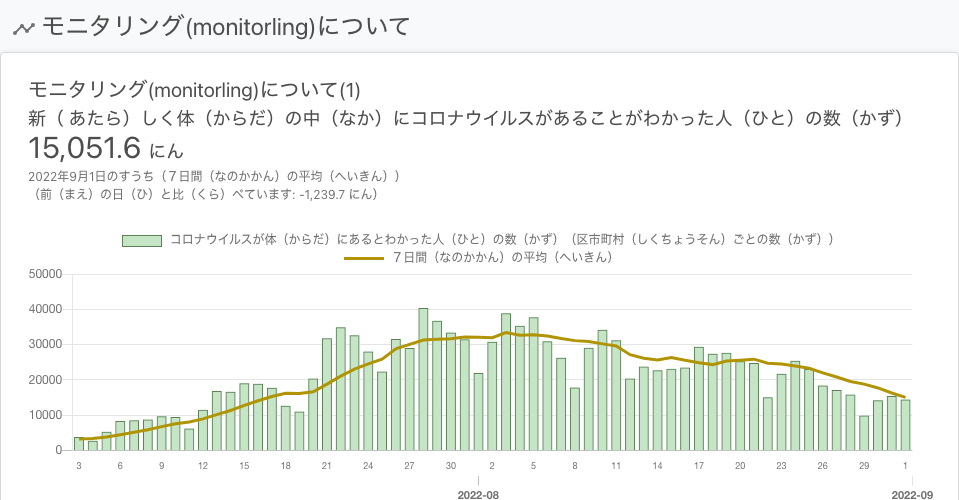 モニタリング(monitorling)について
モニタリング(monitorling)について(1)
新（ あたら）しく体（からだ）の中（なか）にコロナウイルスがあることがわかった人（ひと）の数（かず）
15,051.6 にん
2022年9月1日のすうち（７日間（なのかかん）の平均（へいきん））
（前（まえ）の日（ひ）と比（くら）べています: -1,239.7 にん）
コロナウイルスが体（からだ）にあるとわかった人（ひと）の数（かず）（区市町村（しくちょうそん）ごとの数（かず））
７日間（なのかかん）の平均（へいきん）
50000
40000
30000
20000
10000
0
3 6 9 12 15 18 21 24 27 30 2 5 8 11 14 17 20 23 26 29 1
2022-08 2022-09